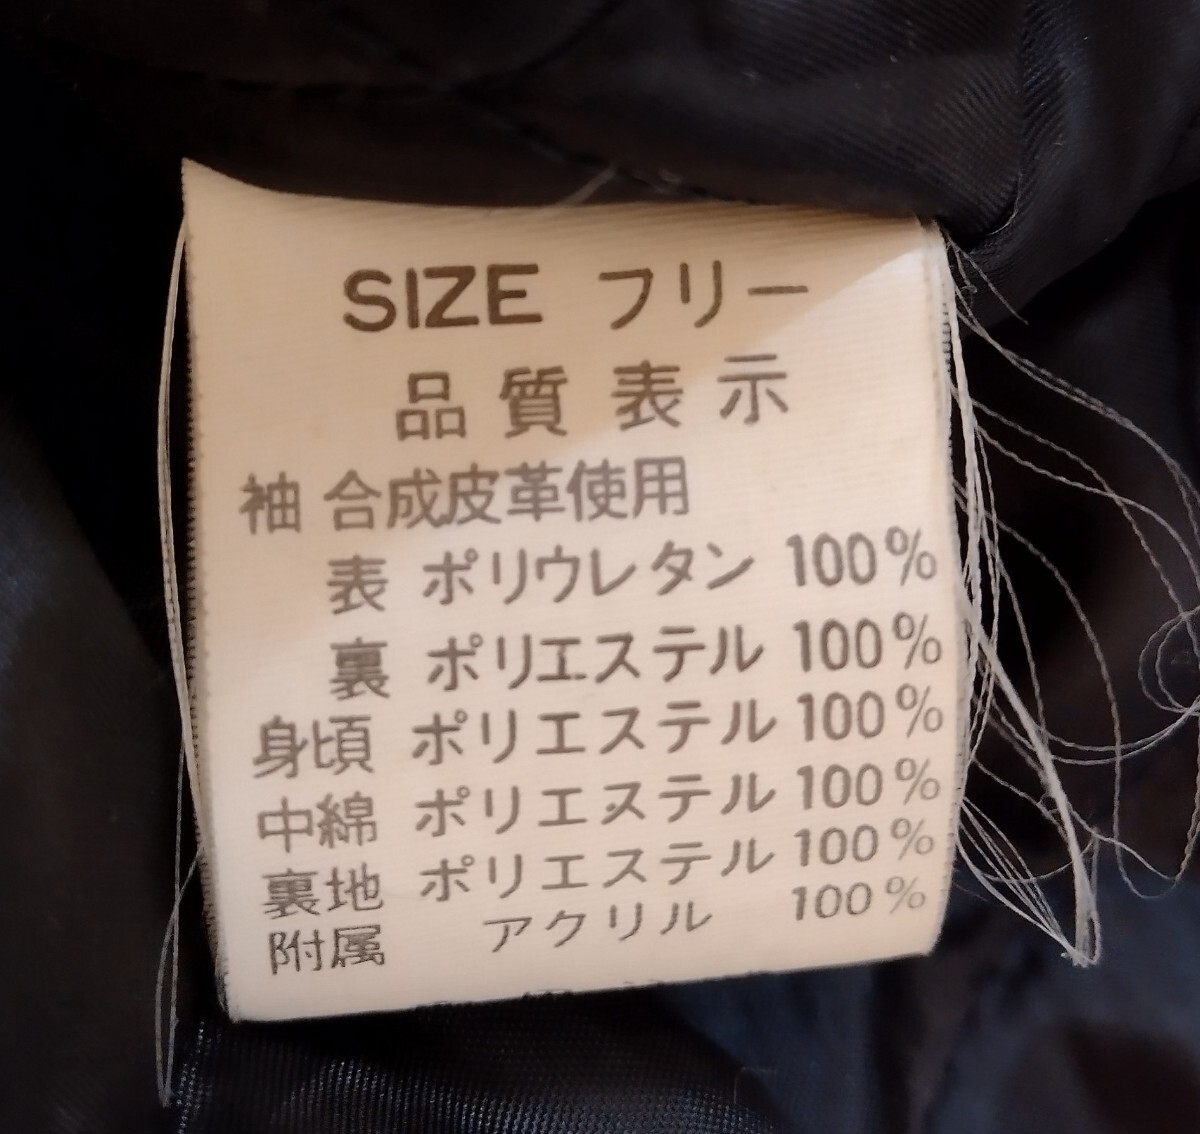 SIZE フリー
品質表示
袖 合成皮革使用
表 ポリウレタン 100%
裏 ポリエステル 100%
身頃 ポリエステル 100%
中綿 ポリエステル 100%
裏地 ポリエステル 100%
附属 アクリル 100%